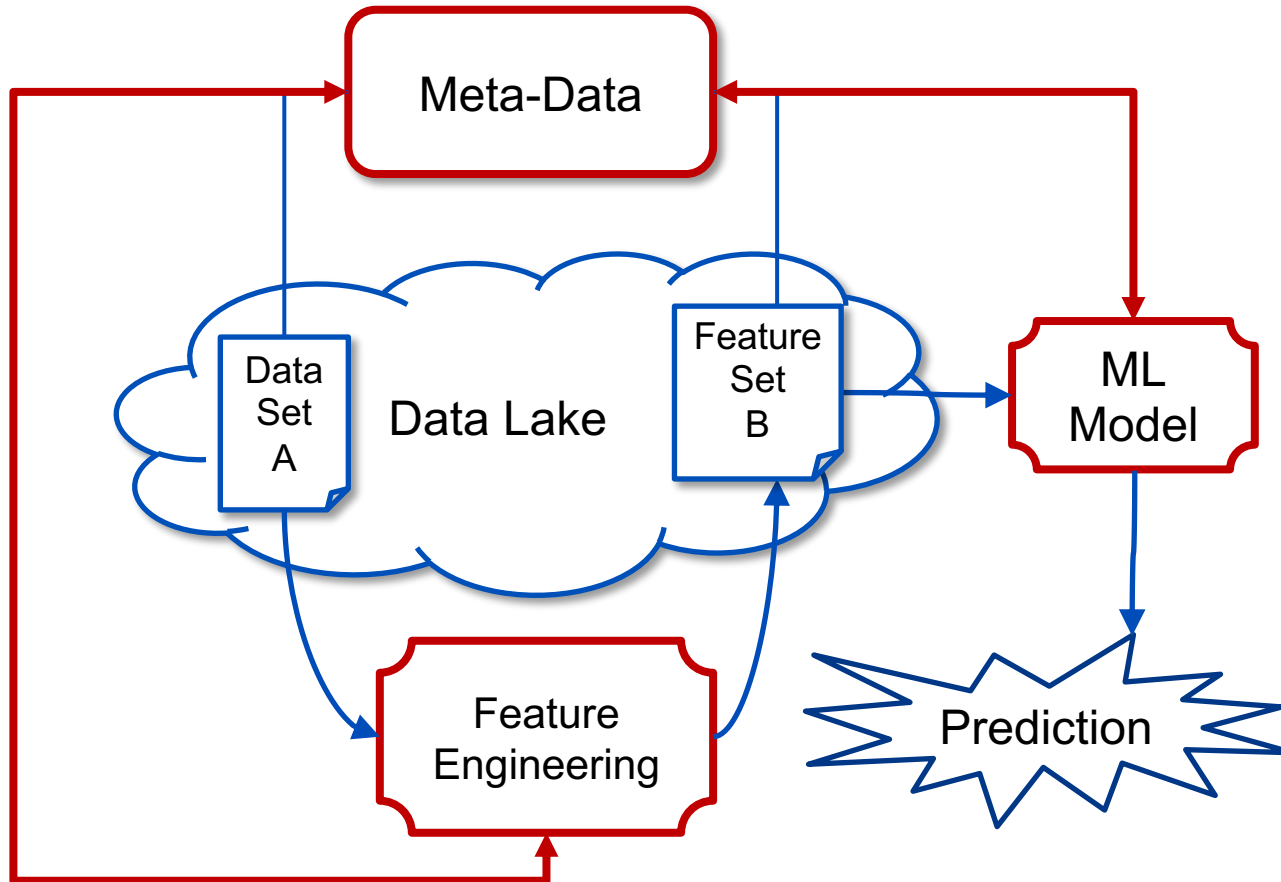 Meta-Data
Data
Set
A
Data Lake
Feature
Set
B
ML
Model
Feature
Engineering
Prediction